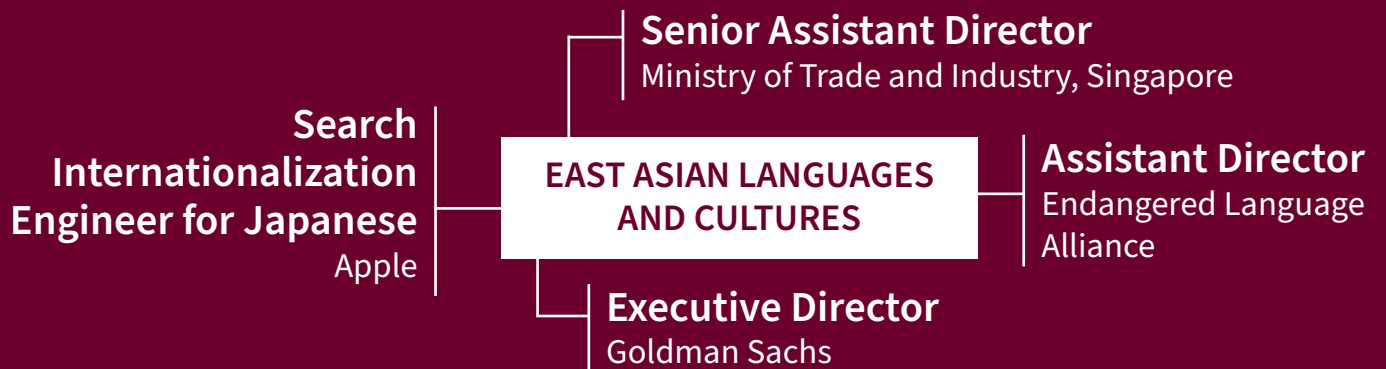 Senior Assistant Director
Ministry of Trade and Industry, Singapore
Search
Internationalization
Engineer for Japanese
Apple
EAST ASIAN LANGUAGES
AND CULTURES
Assistant Director
Endangered Language
Alliance
Executive Director
Goldman Sachs